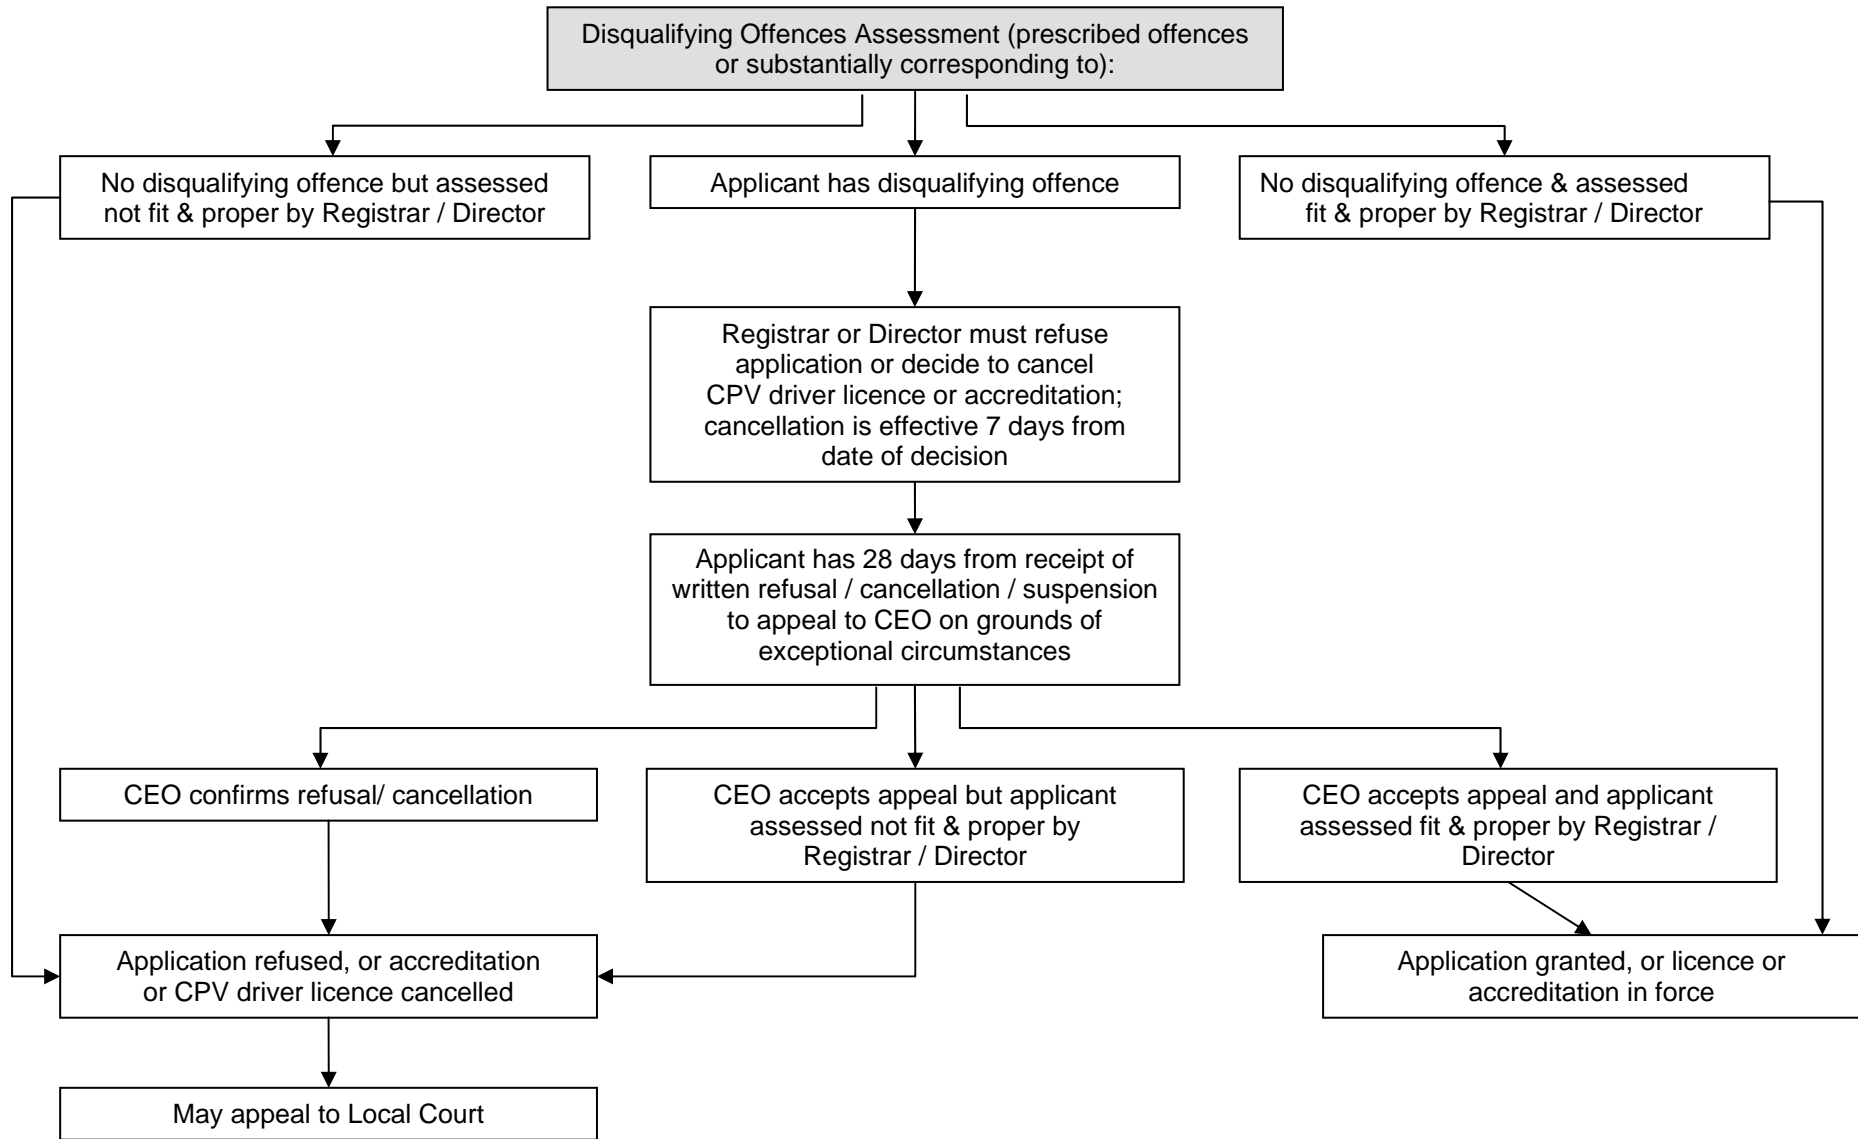 Disqualifying Offences Assessment (prescribed offences
or substantially corresponding to):
No disqualifying offence but assessed
not fit & proper by Registrar / Director
Applicant has disqualifying offence
No disqualifying offence & assessed
fit & proper by Registrar / Director
Registrar or Director must refuse
application or decide to cancel
CPV driver licence or accreditation;
cancellation is effective 7 days from
date of decision
Applicant has 28 days from receipt of
written refusal / cancellation / suspension
to appeal to CEO on grounds of
exceptional circumstances
CEO confirms refusal/ cancellation
CEO accepts appeal but applicant
assessed not fit & proper by
Registrar / Director
CEO accepts appeal and applicant
assessed fit & proper by Registrar /
Director
Application refused, or accreditation
or CPV driver licence cancelled
Application granted, or licence or
accreditation in force
May appeal to Local Court